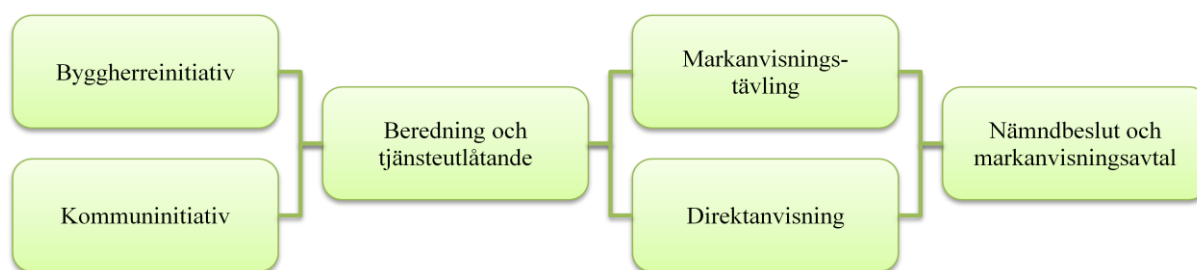 Byggherreinitiativ
Kommuninitiativ
Beredning och
tjänsteutlåtande
Markanvisnings-
tävling
Direktanvisning
Nämndbeslut och
markanvisningsavtal